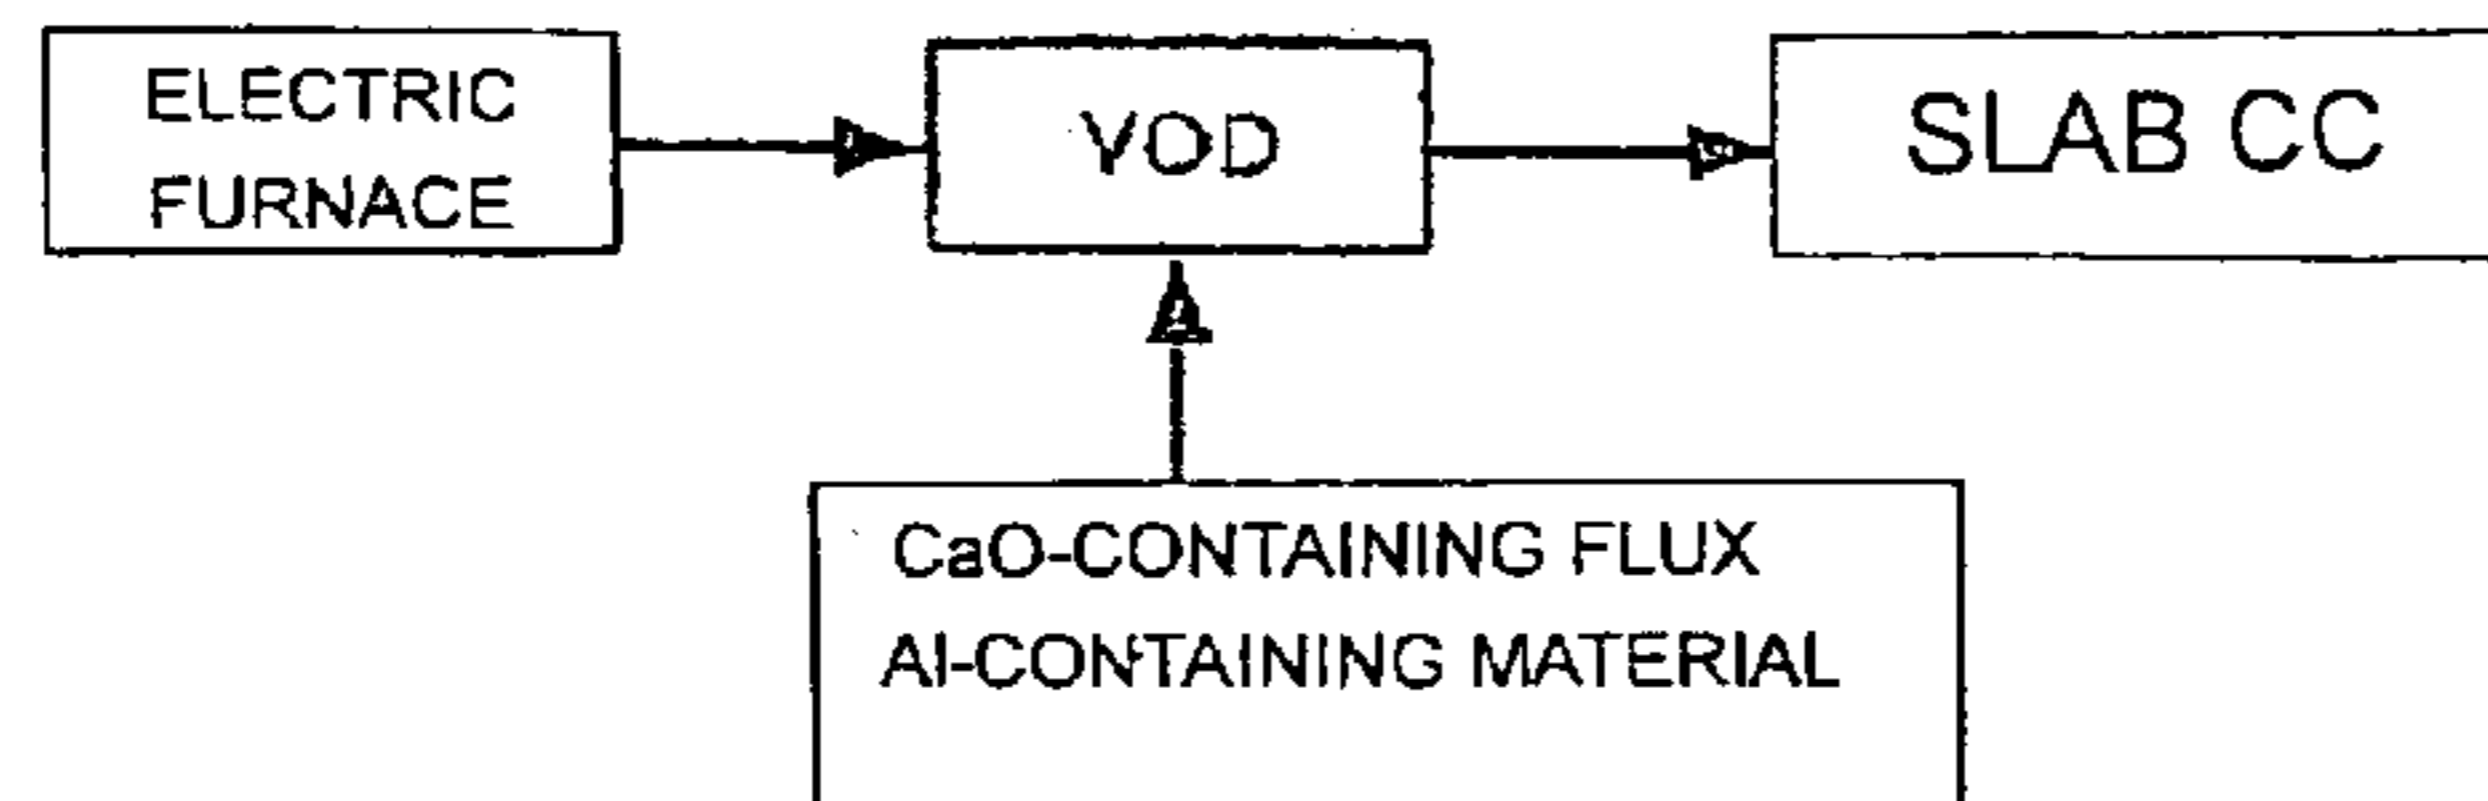 ELECTRIC
FURNACE
VOD
SLAB CC
CaO-CONTAINING FLUX
Al-CONTAINING MATERIAL